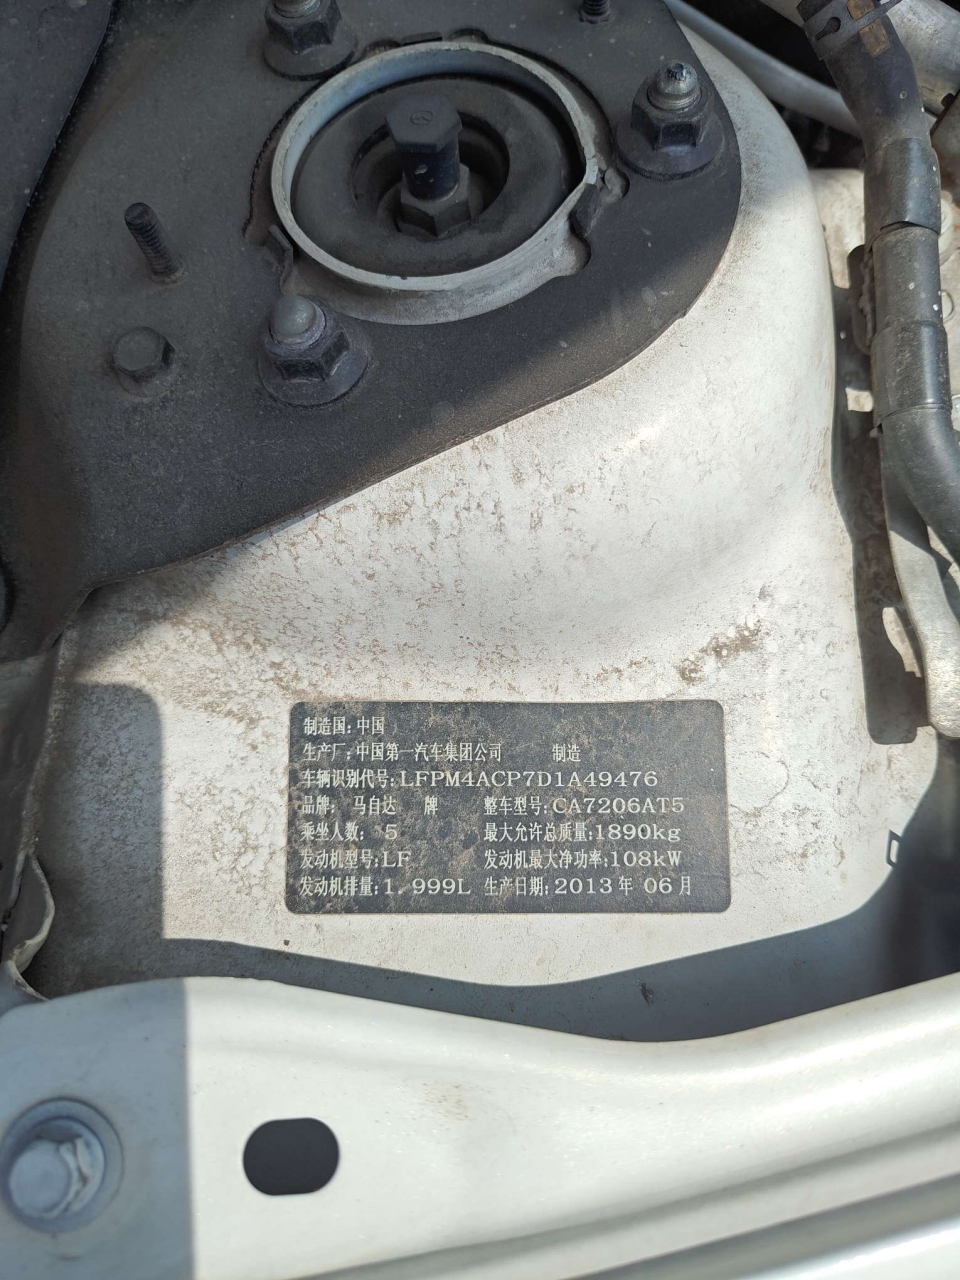 制造国:中国
生产厂:中国第一汽车集团公司 制造
车辆识别代号:LFPM4ACP7D1A49476
品牌: 马自达 牌 整车型号:CA7206AT5
乘坐人数: 5 最大允许总质量:1890kg
发动机型号:LF 发动机最大净功率:108kW
发动机排量:1.999L 生产日期:2013年 06月